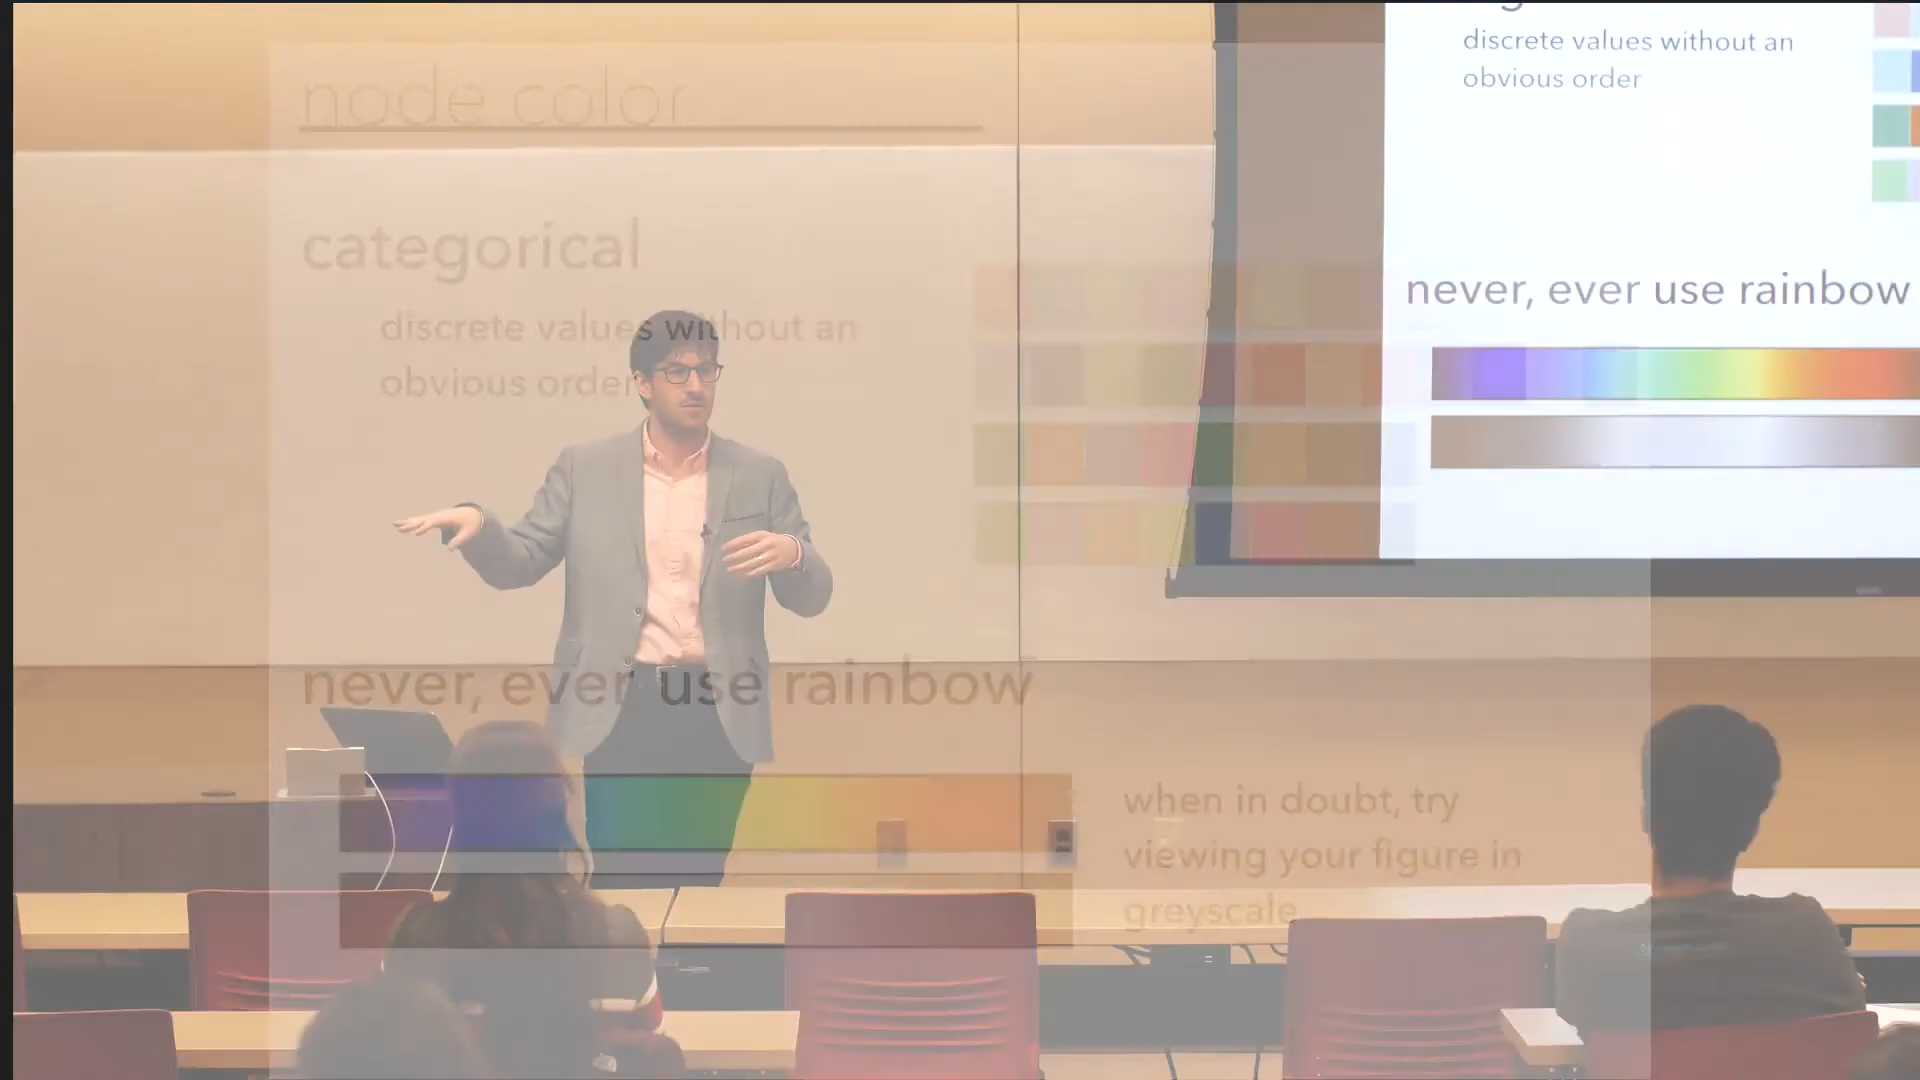 node color
categorical
discrete values without an
obvious order
never, ever use rainbow
when in doubt, try
viewing your figure in
greyscale
discrete values without an
obvious order
never, ever use rainbow